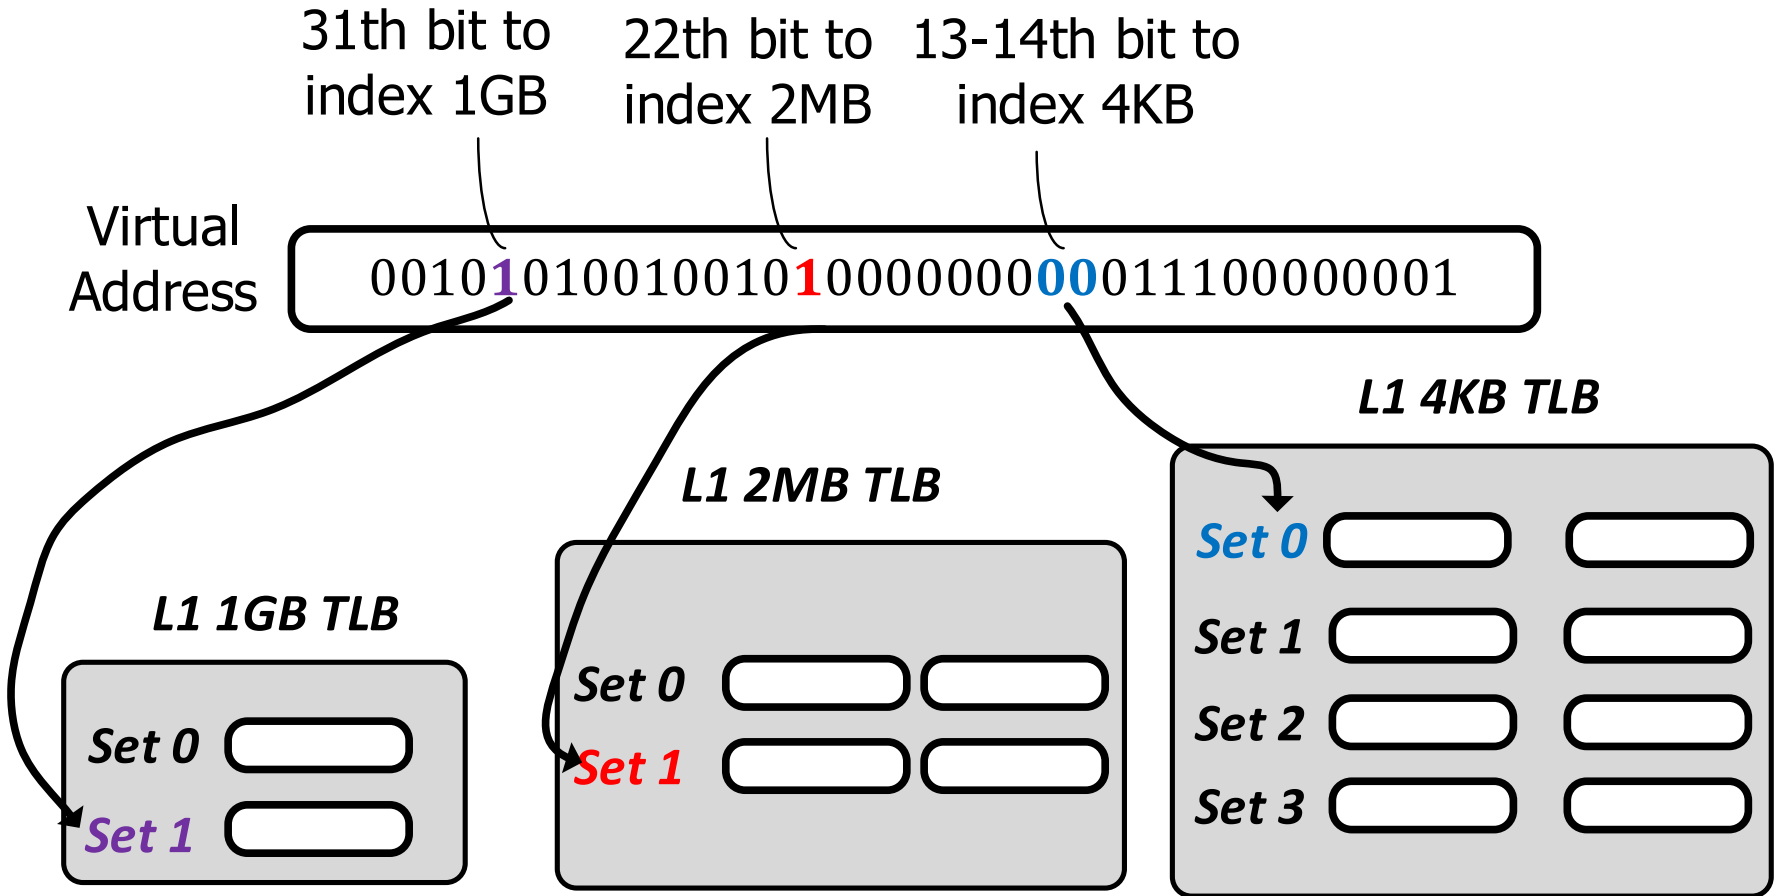 31th bit to
index 1GB
22th bit to
index 2MB
13-14th bit to
index 4KB
Virtual
Address
001010100100101000000000011100000001
L1 4KB TLB
Set 0
Set 1
Set 2
Set 3
L1 2MB TLB
Set 0
Set 1
L1 1GB TLB
Set 0
Set 1